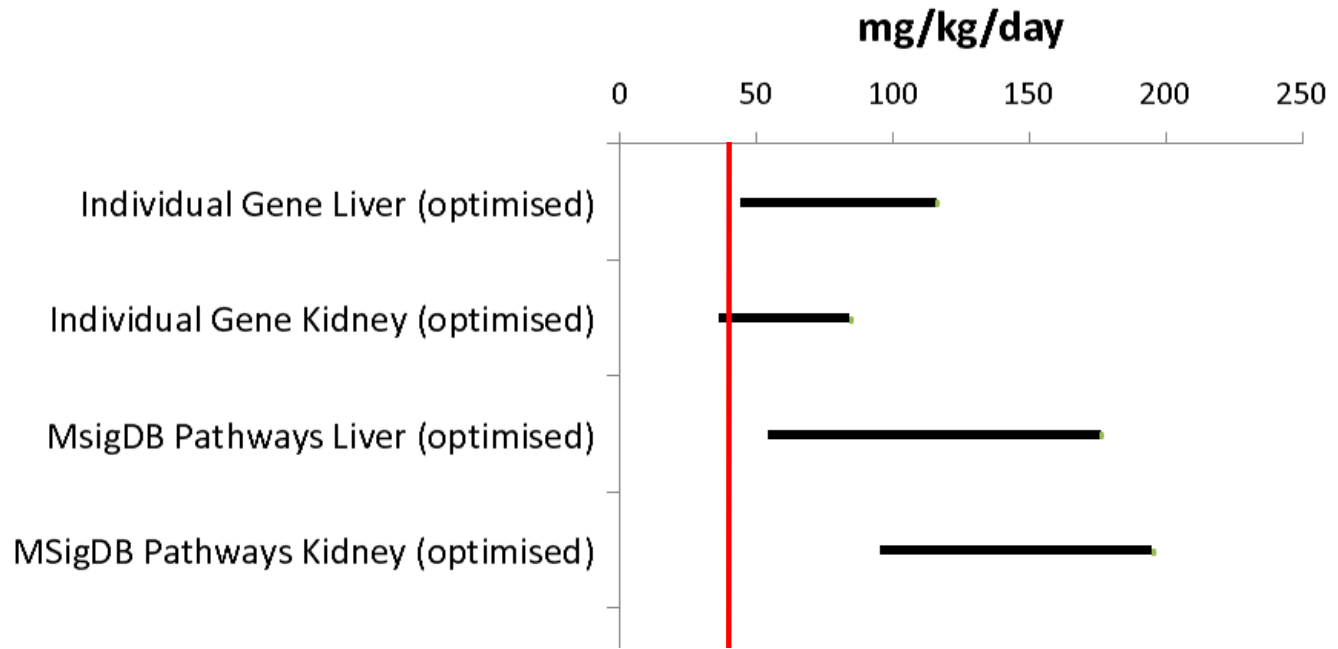 mg/kg/day
0 50 100 150 200 250
Individual Gene Liver (optimised)
Individual Gene Kidney (optimised)
MsigDB Pathways Liver (optimised)
MSigDB Pathways Kidney (optimised)